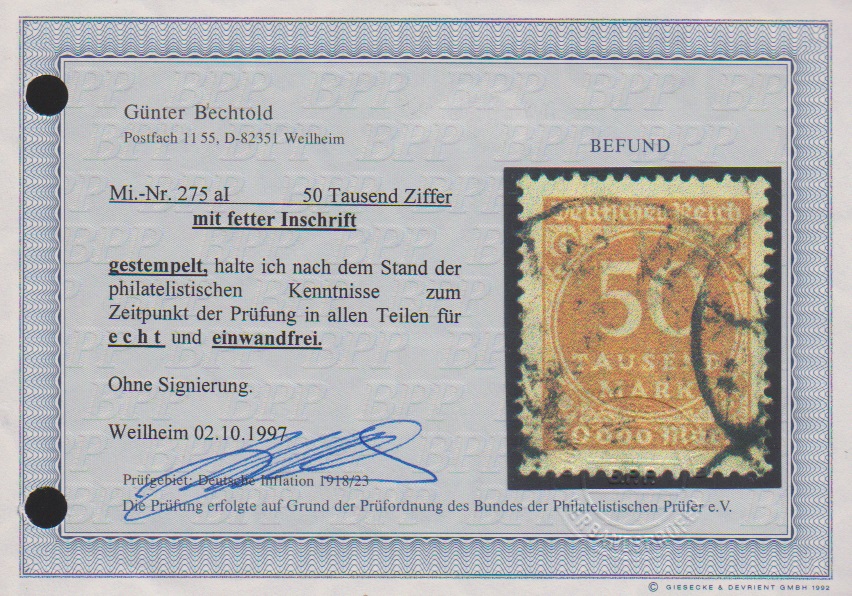 Günter Bechtold
Postfach 11 55, D-82351 Weilheim
BEFUND
Mi.-Nr. 275 aI 50 Tausend Ziffer
mit fetter Inschrift
gestempelt, halte ich nach dem Stand der
philatelistischen Kenntnisse zum
Zeitpunkt der Prüfung in allen Teilen für
echt und einwandfrei.
Ohne Signierung.
Weilheim 02.10.1997
Prüfgebiet: Deutsche Inflation 1918/23
Die Prüfung erfolgte auf Grund der Prüfordnung des Bundes der Philatelistischen Prüfer e.V.
Deutsches Reich
50
TAUSEND
MARK
BPP
© GIESECKE & DEVRIENT GMBH 1992